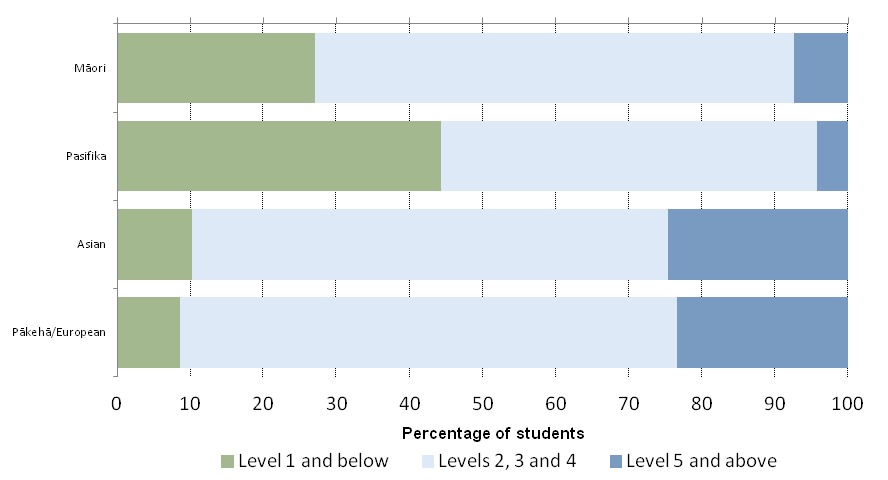 Māori
Pasifika
Asian
Pākehā/European
0 10 20 30 40 50 60 70 80 90 100
Percentage of students
Level 1 and below Levels 2, 3 and 4 Level 5 and above